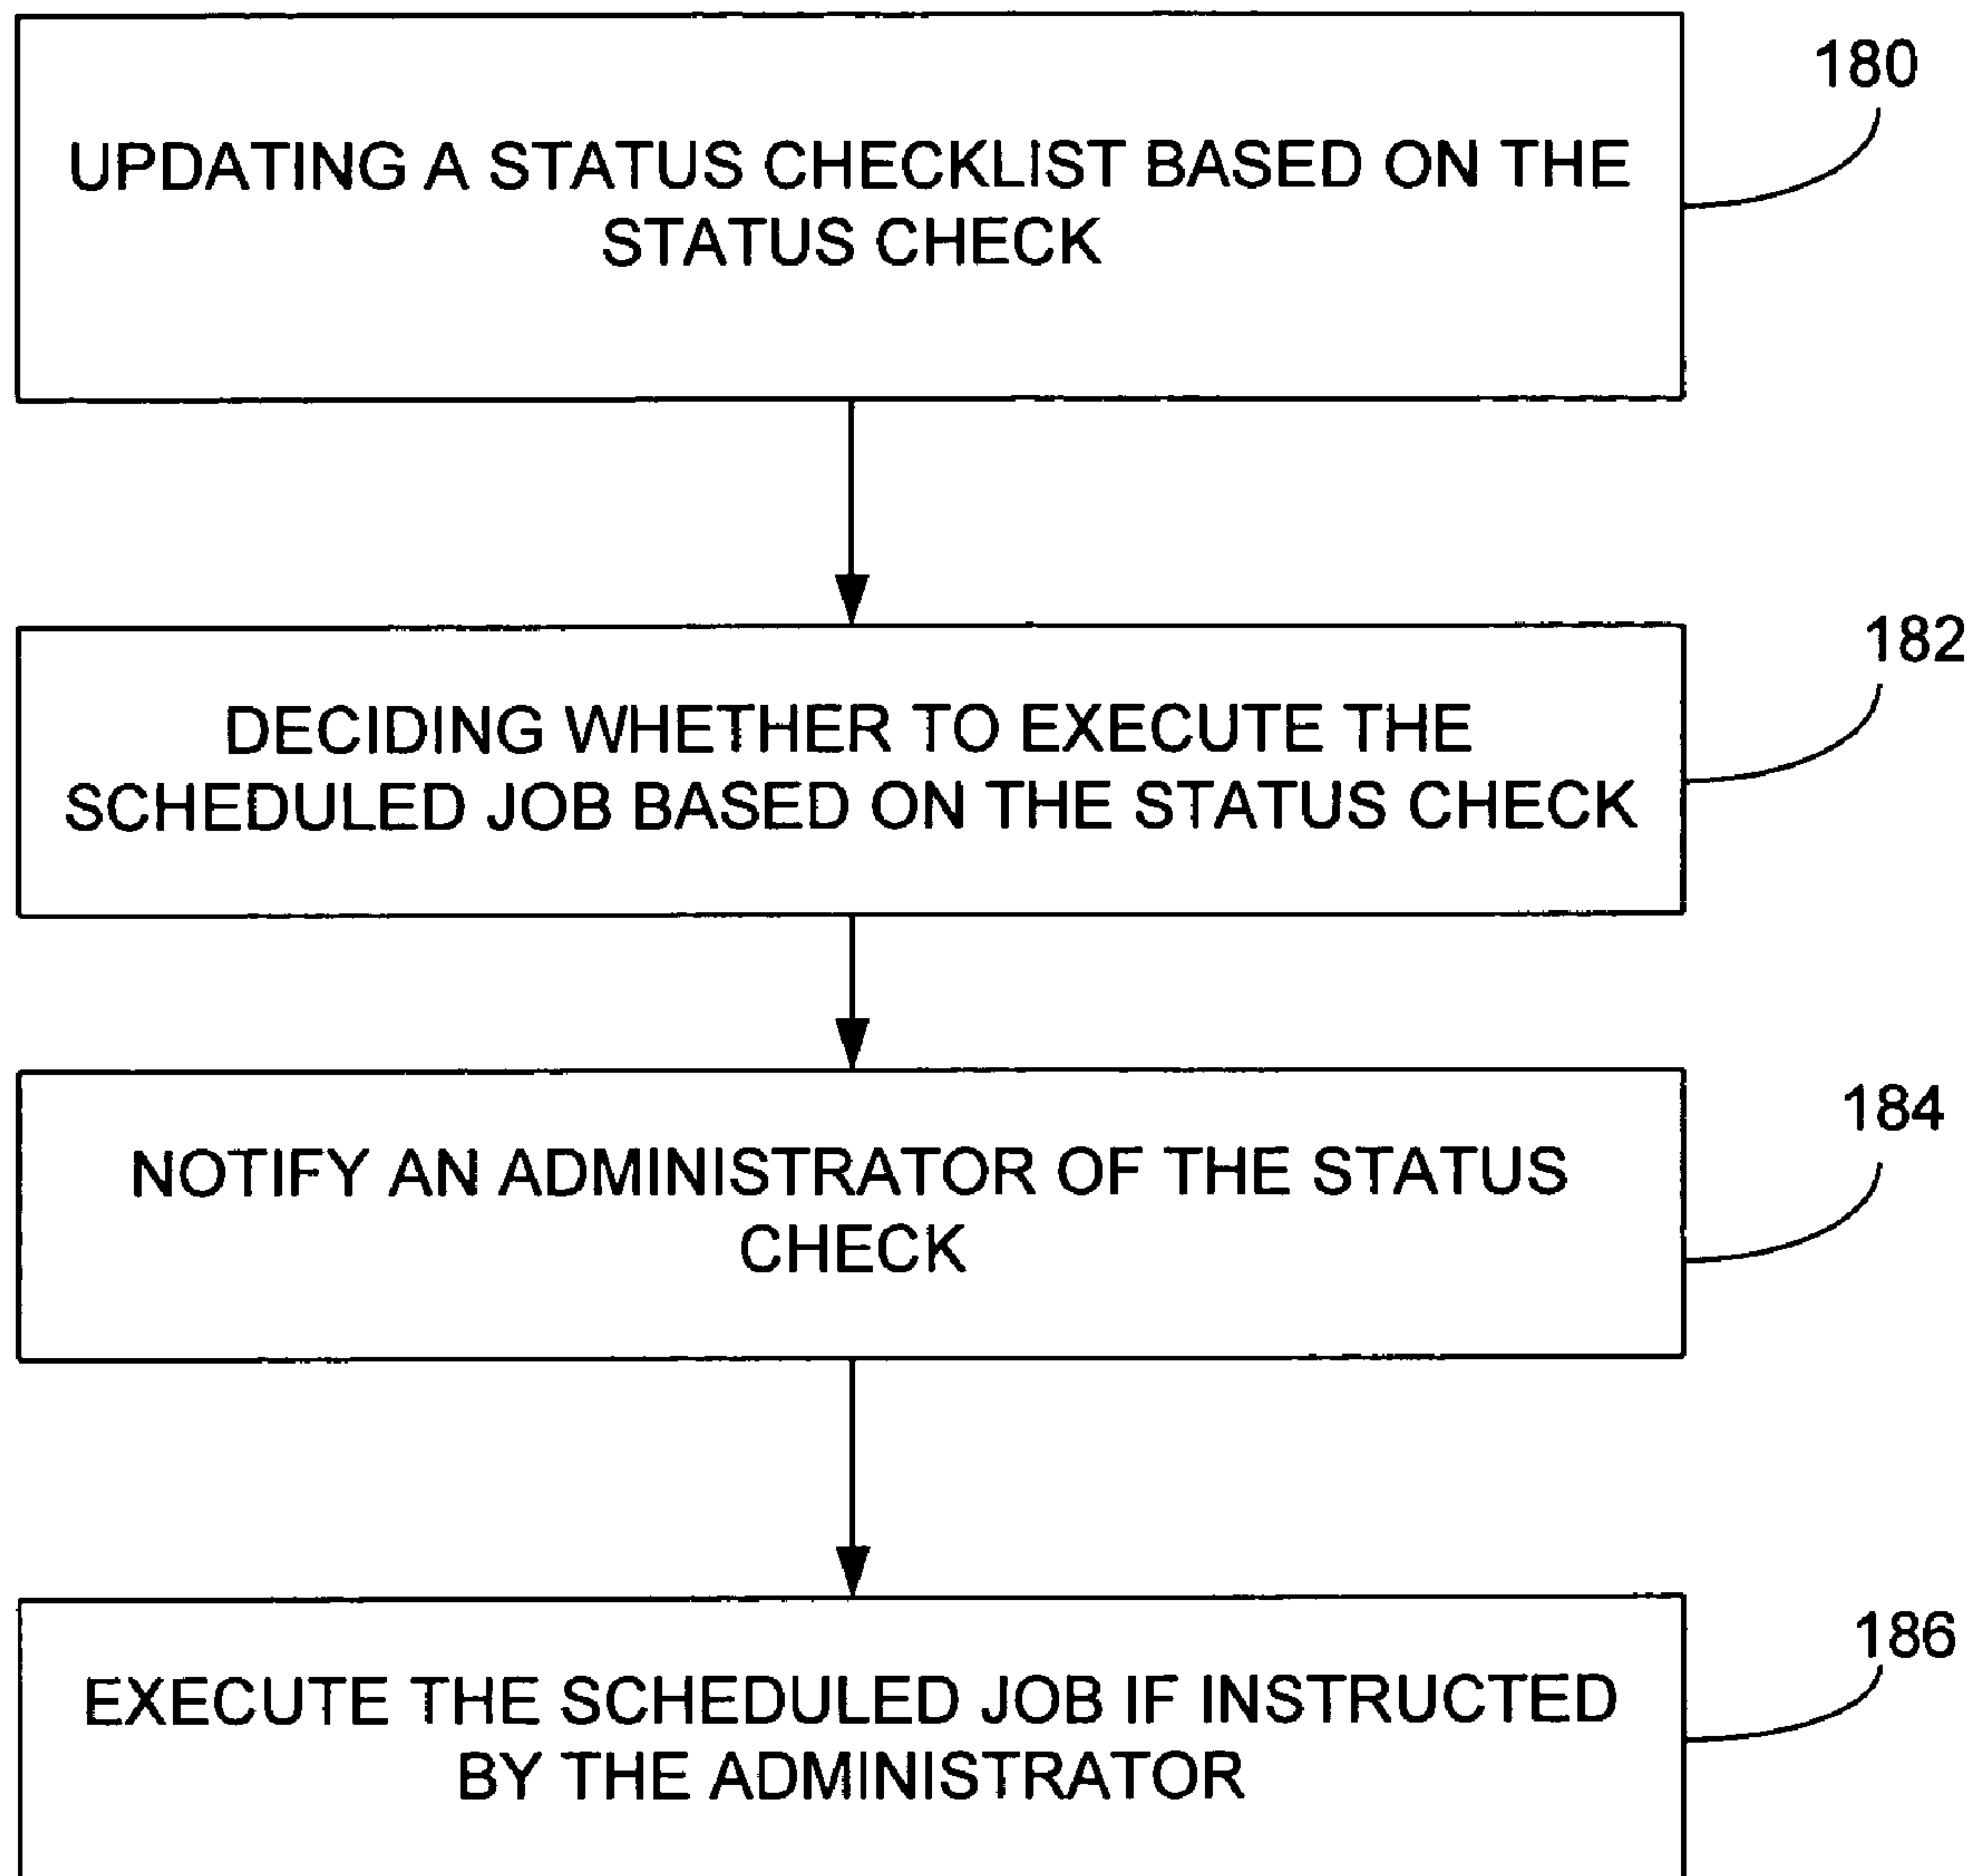 180
UPDATING A STATUS CHECKLIST BASED ON THE
STATUS CHECK
182
DECIDING WHETHER TO EXECUTE THE
SCHEDULED JOB BASED ON THE STATUS CHECK
184
NOTIFY AN ADMINISTRATOR OF THE STATUS
CHECK
186
EXECUTE THE SCHEDULED JOB IF INSTRUCTED
BY THE ADMINISTRATOR